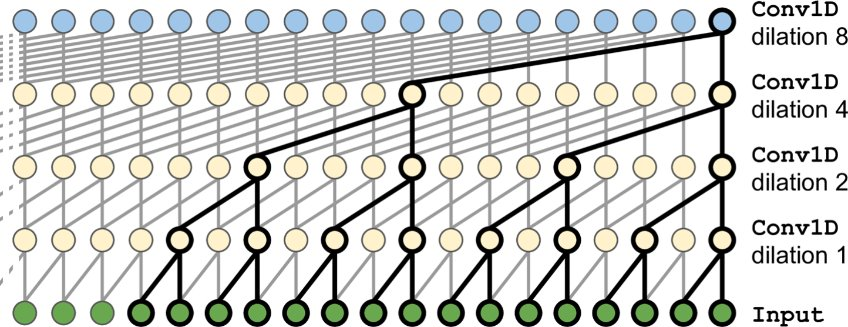 Conv1D
dilation 8
Conv1D
dilation 4
Conv1D
dilation 2
Conv1D
dilation 1
Input